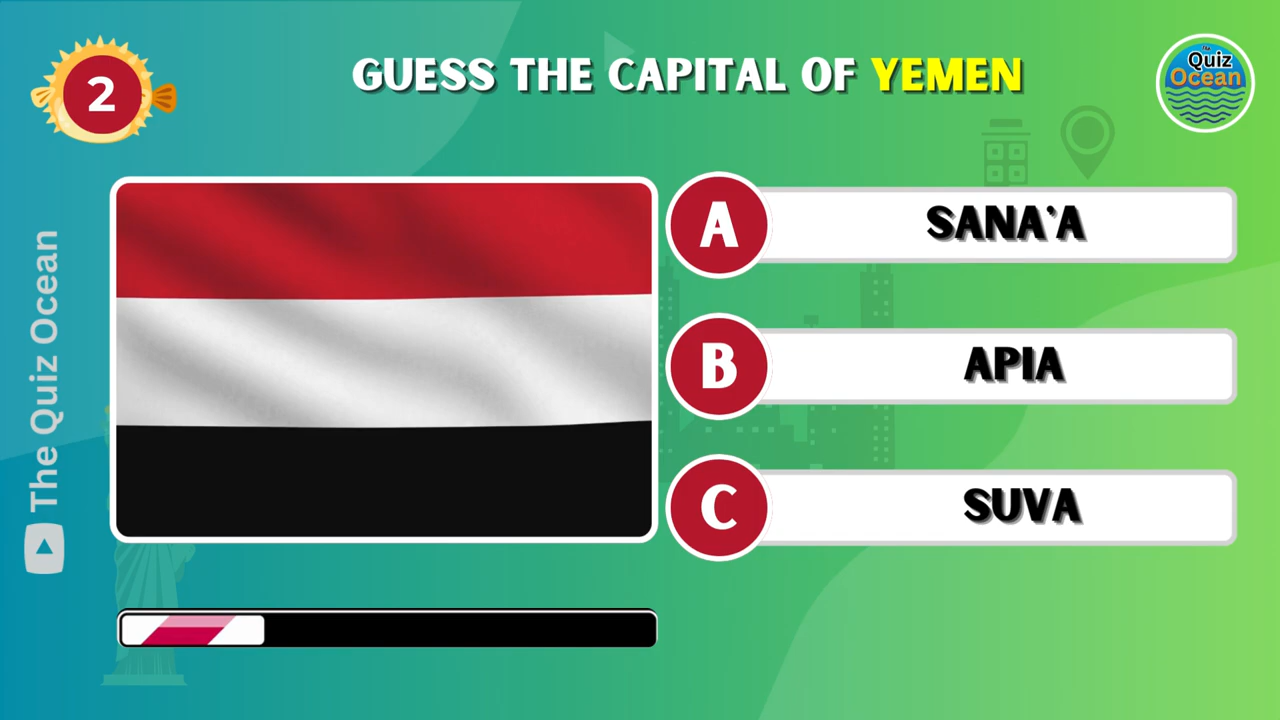 2
GUESS THE CAPITAL OF YEMEN
The Quiz
Ocean
A
SANA'A
B
APIA
C
SUVA
The Quiz Ocean